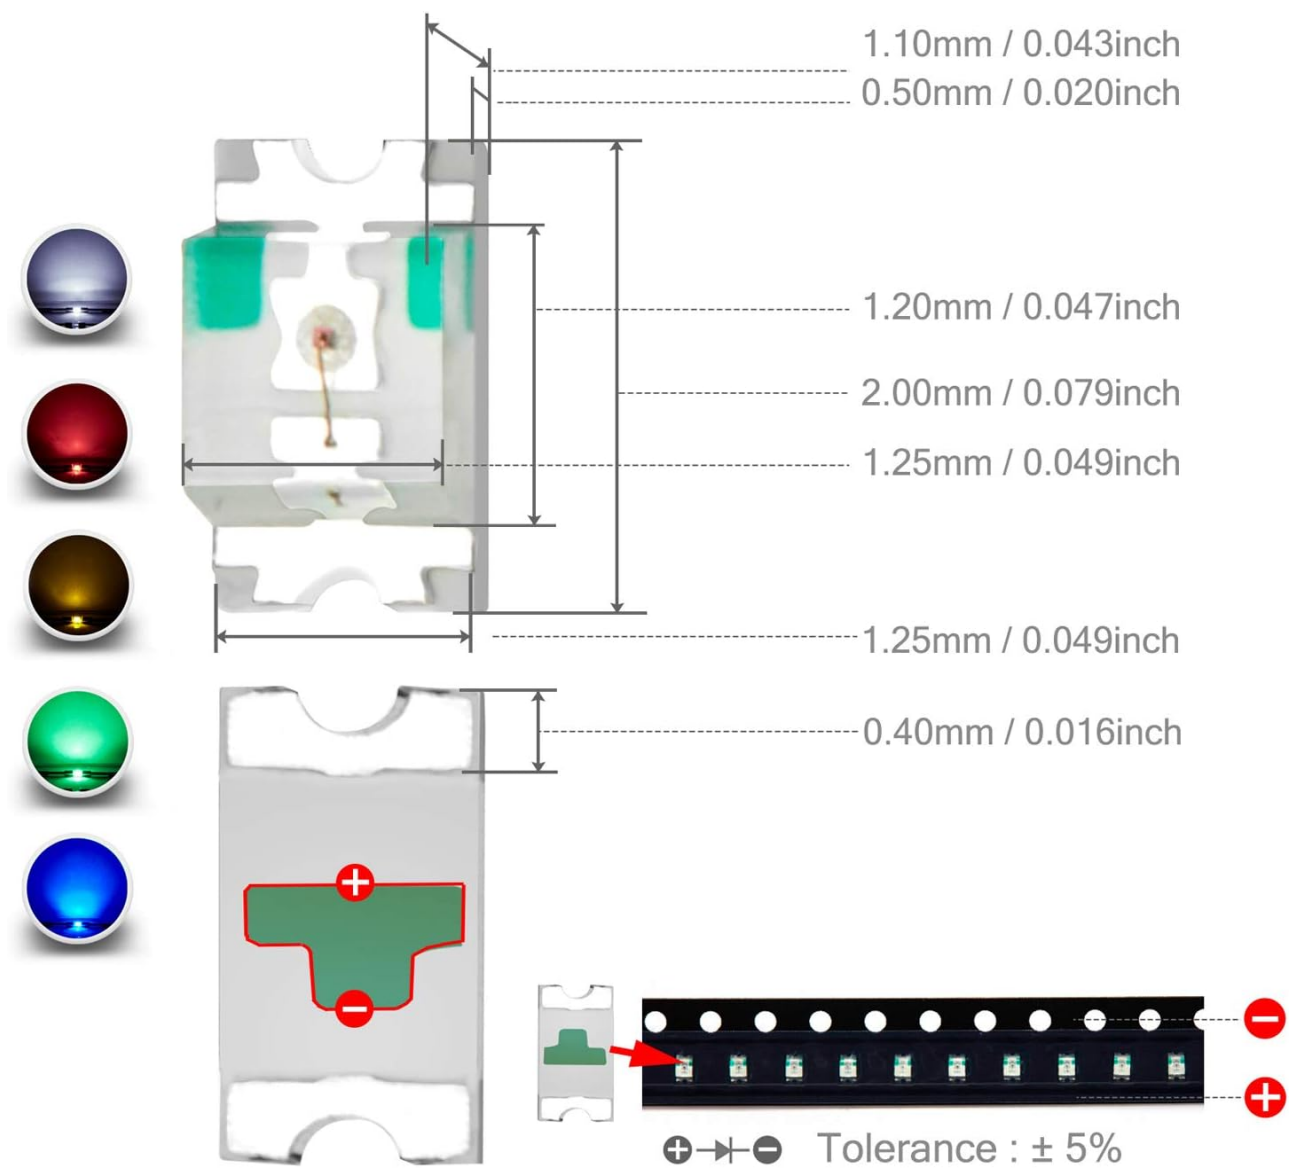 1.10mm / 0.043inch
0.50mm / 0.020inch
1.20mm / 0.047inch
2.00mm / 0.079inch
1.25mm / 0.049inch
1.25mm / 0.049inch
0.40mm / 0.016inch
+
−
−
+
+ −
Tolerance : ± 5%